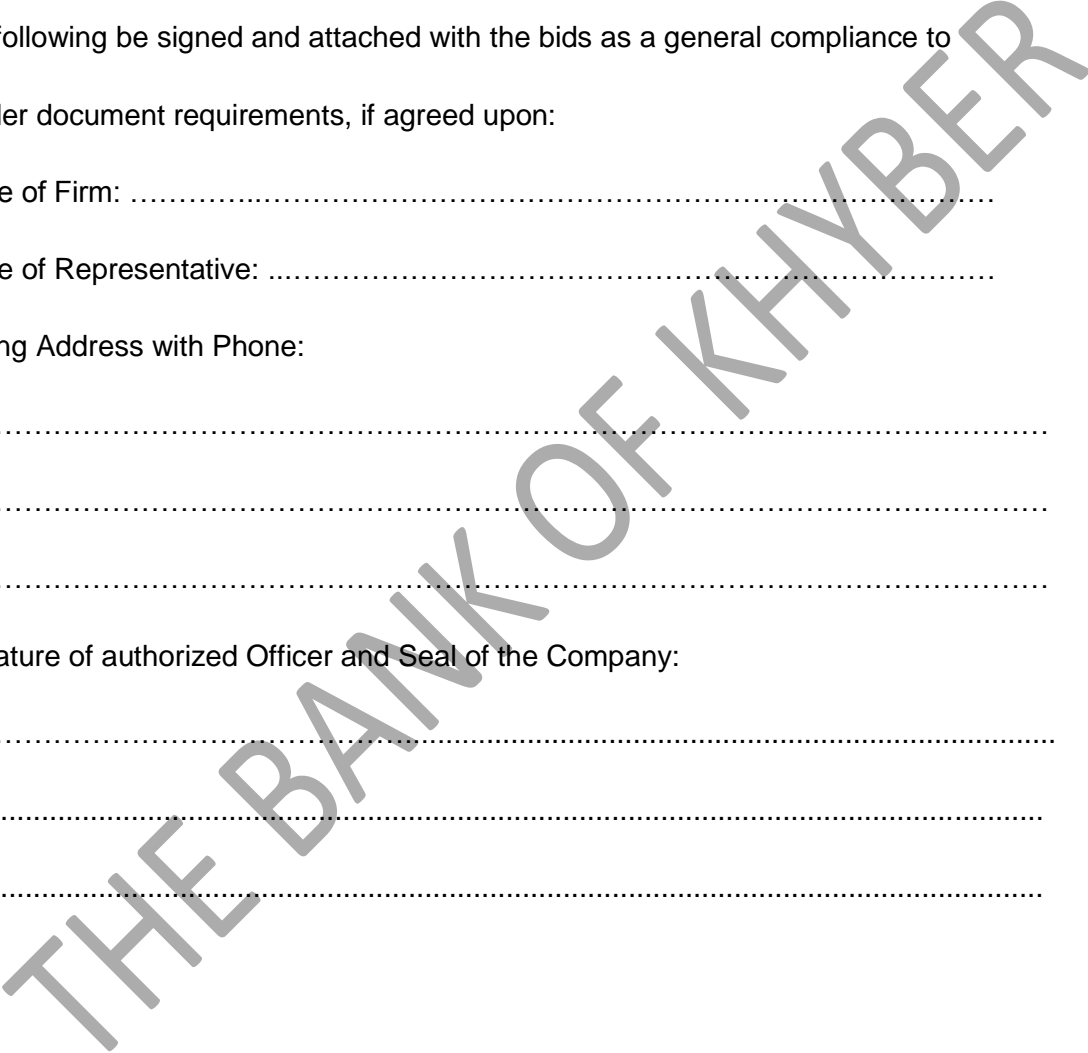 following be signed and attached with the bids as a general compliance to
der document requirements, if agreed upon:
e of Firm: …………..……………………………………………………………………
e of Representative: ...…………………………………………………………………
ng Address with Phone:
……………………………………………………………………………………………………
……………………………………………………………………………………………………
……………………………………………………………………………………………………
ature of authorized Officer and Seal of the Company:
……………………………………….......................................................................................
...............................................................................................................................
...............................................................................................................................
THE BANK OF KHYBER